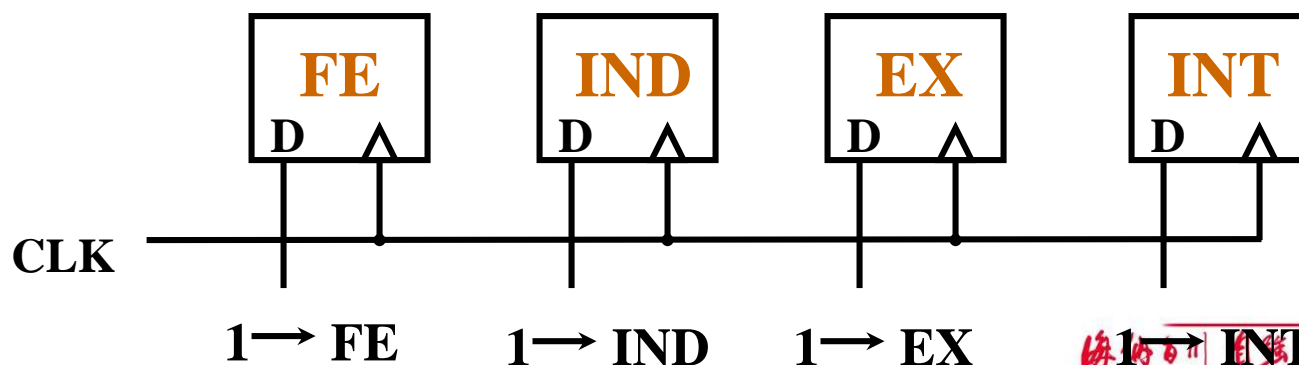 FE IND EX INT
D D D D
CLK
1→ FE 1→ IND 1→ EX 1→ INT